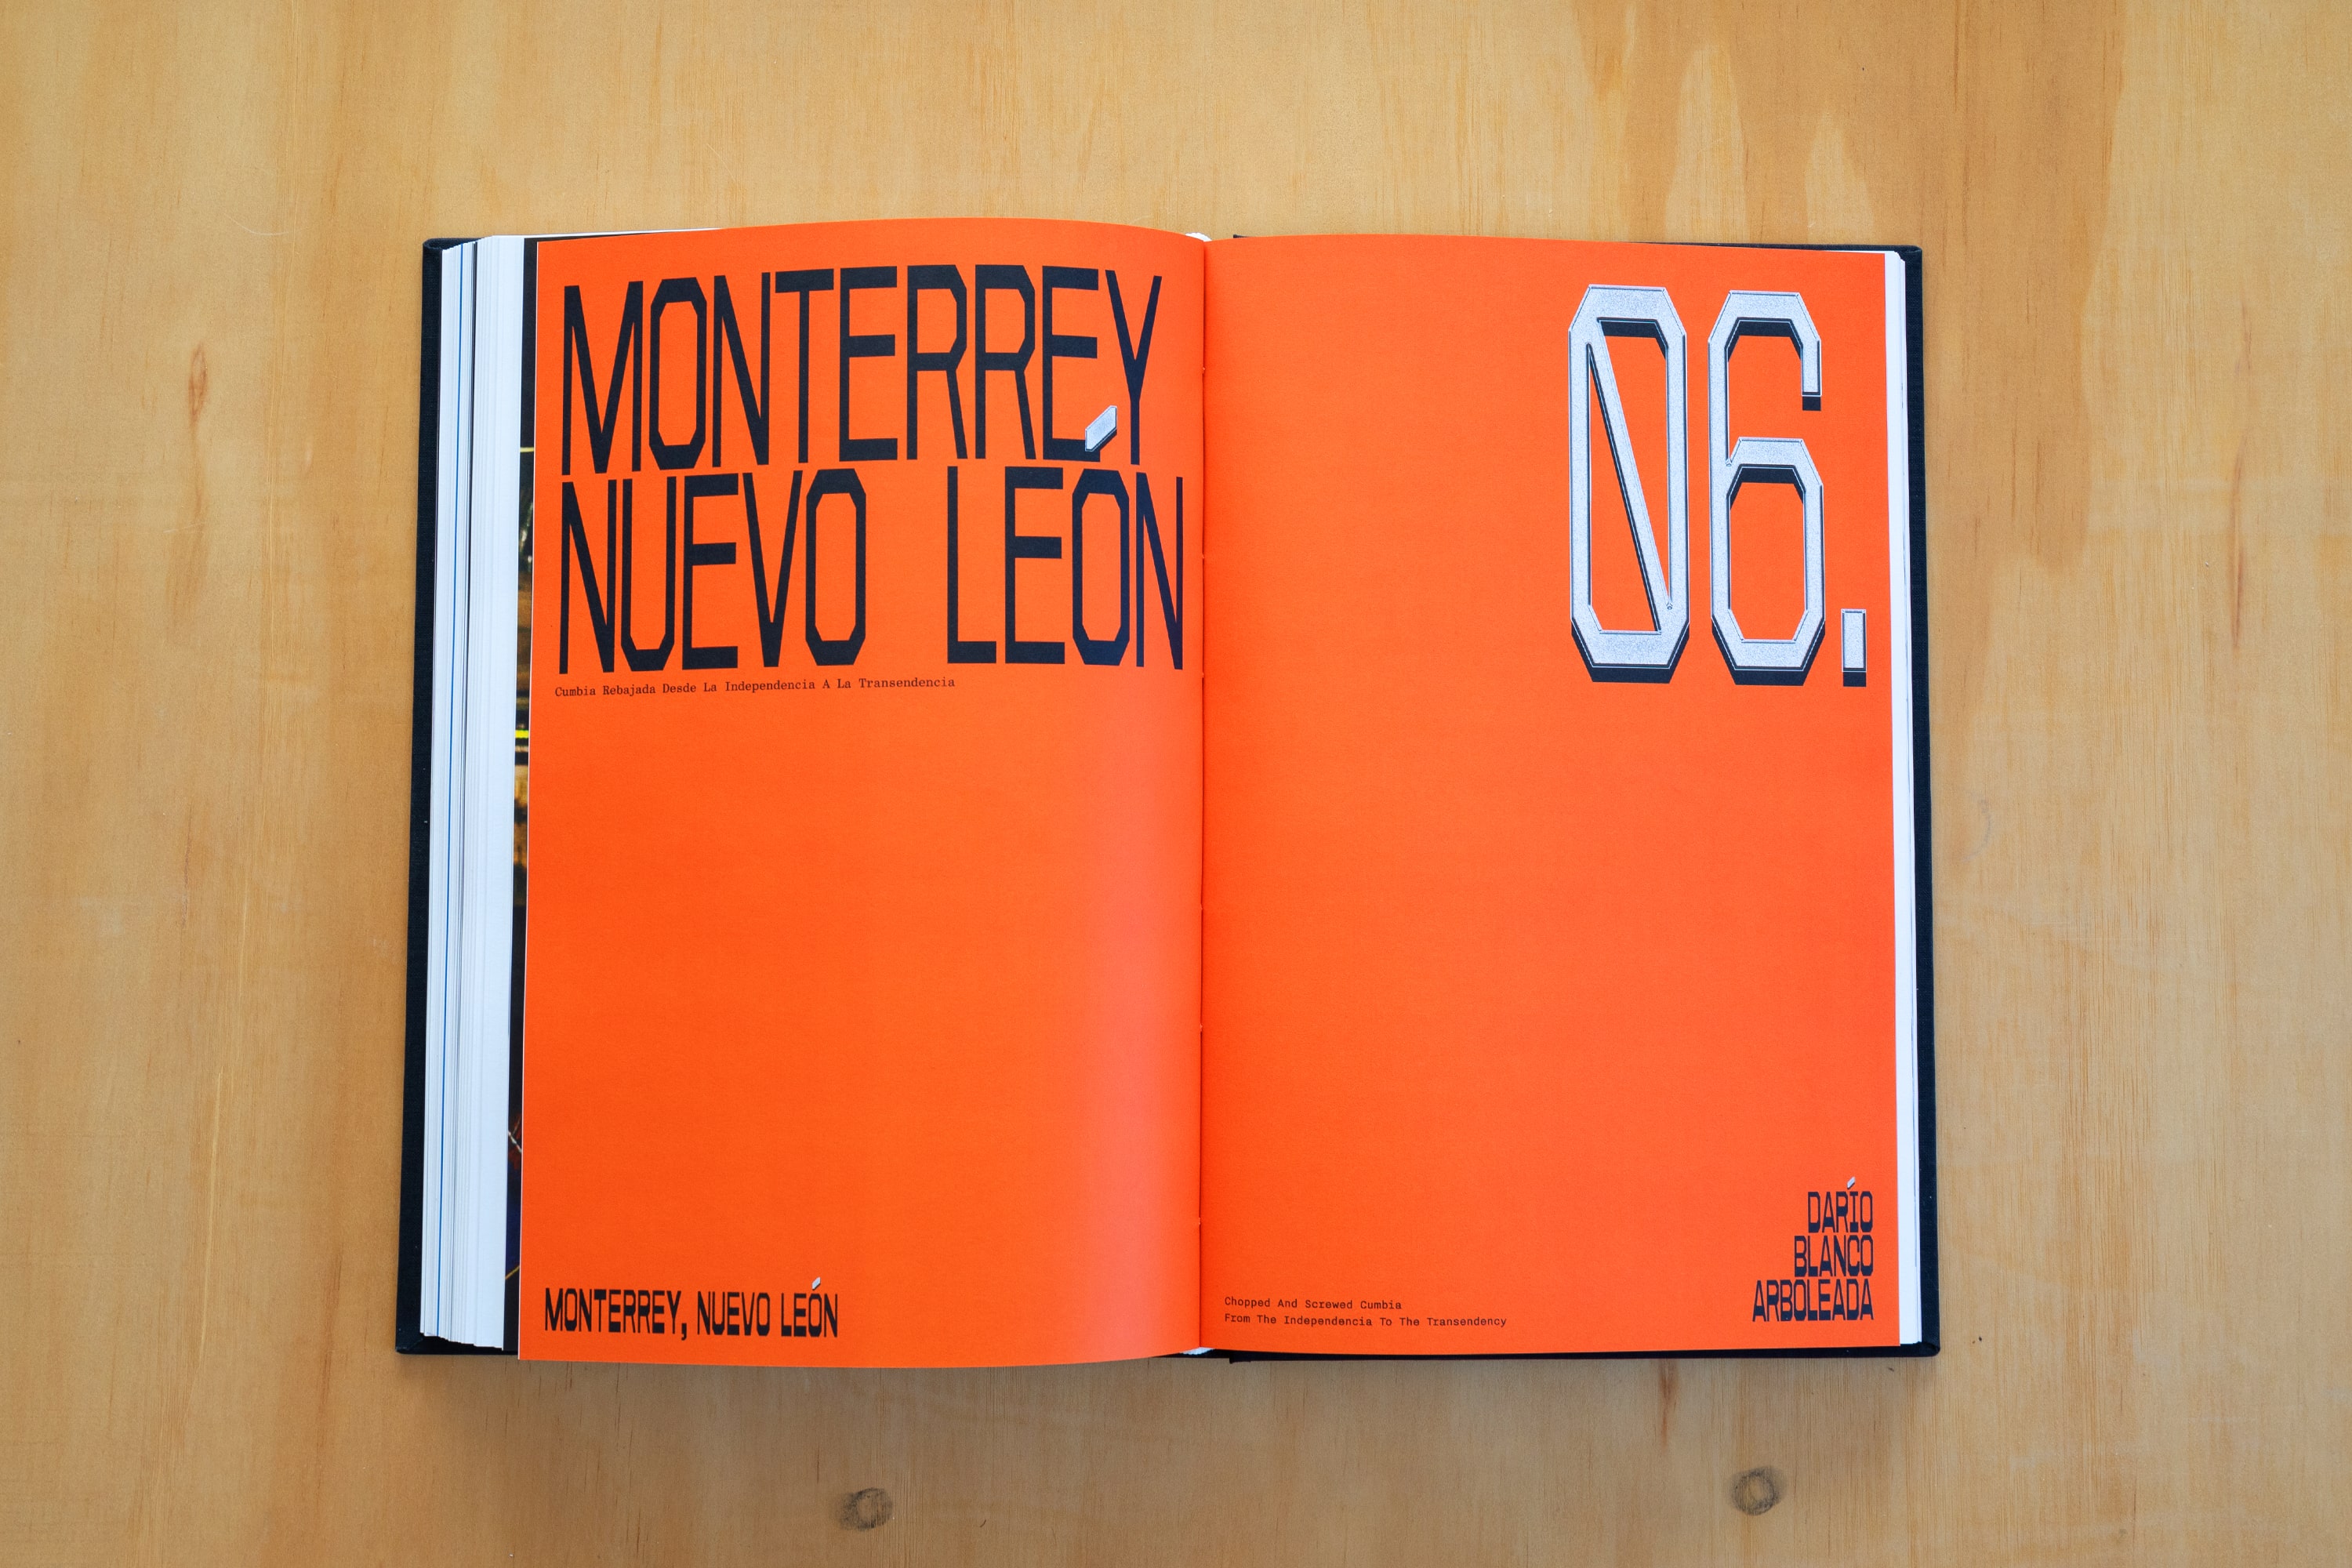 MONTERREY
NUEVO LEÓN
Cumbia Rebajada Desde La Independencia A La Transendencia
MONTERREY, NUEVO LEÓN
06.
Chopped And Screwed Cumbia
From The Independencia To The Transendency
DARÍO
BLANCO
ARBOLEADA